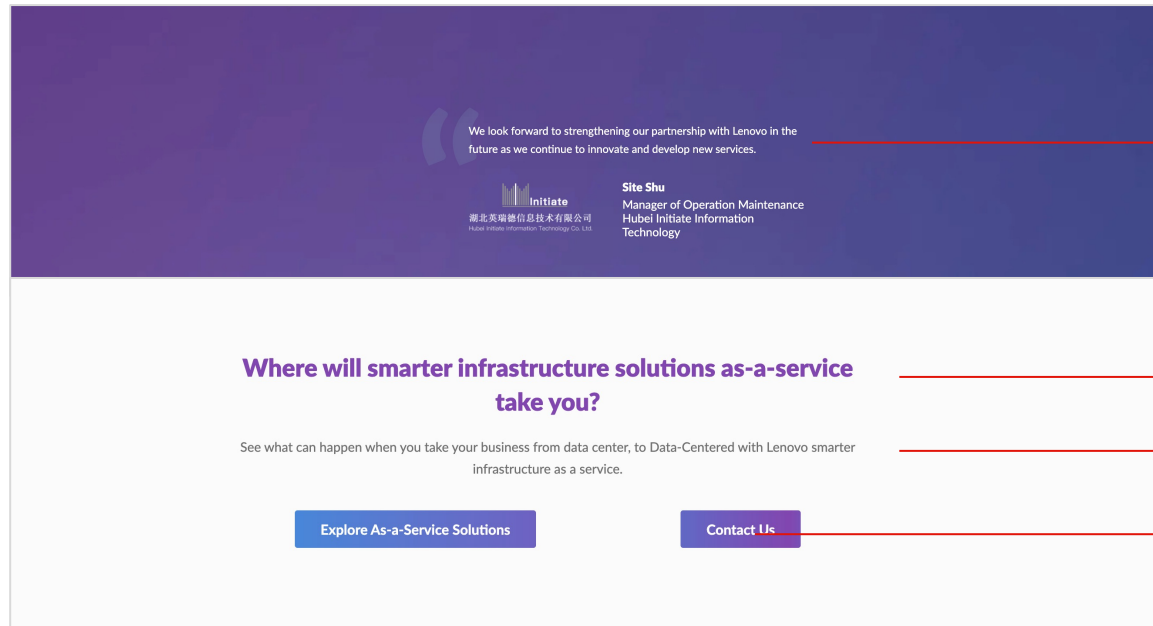 We look forward to strengthening our partnership with Lenovo in the
future as we continue to innovate and develop new services.
Initiate
湖北英瑞德信息技术有限公司
Hubei Initiate Information Technology Co. Ltd.
Site Shu
Manager of Operation Maintenance
Hubei Initiate Information
Technology
Where will smarter infrastructure solutions as-a-service
take you?
See what can happen when you take your business from data center, to Data-Centered with Lenovo smarter
infrastructure as a service.
Explore As-a-Service Solutions
Contact Us